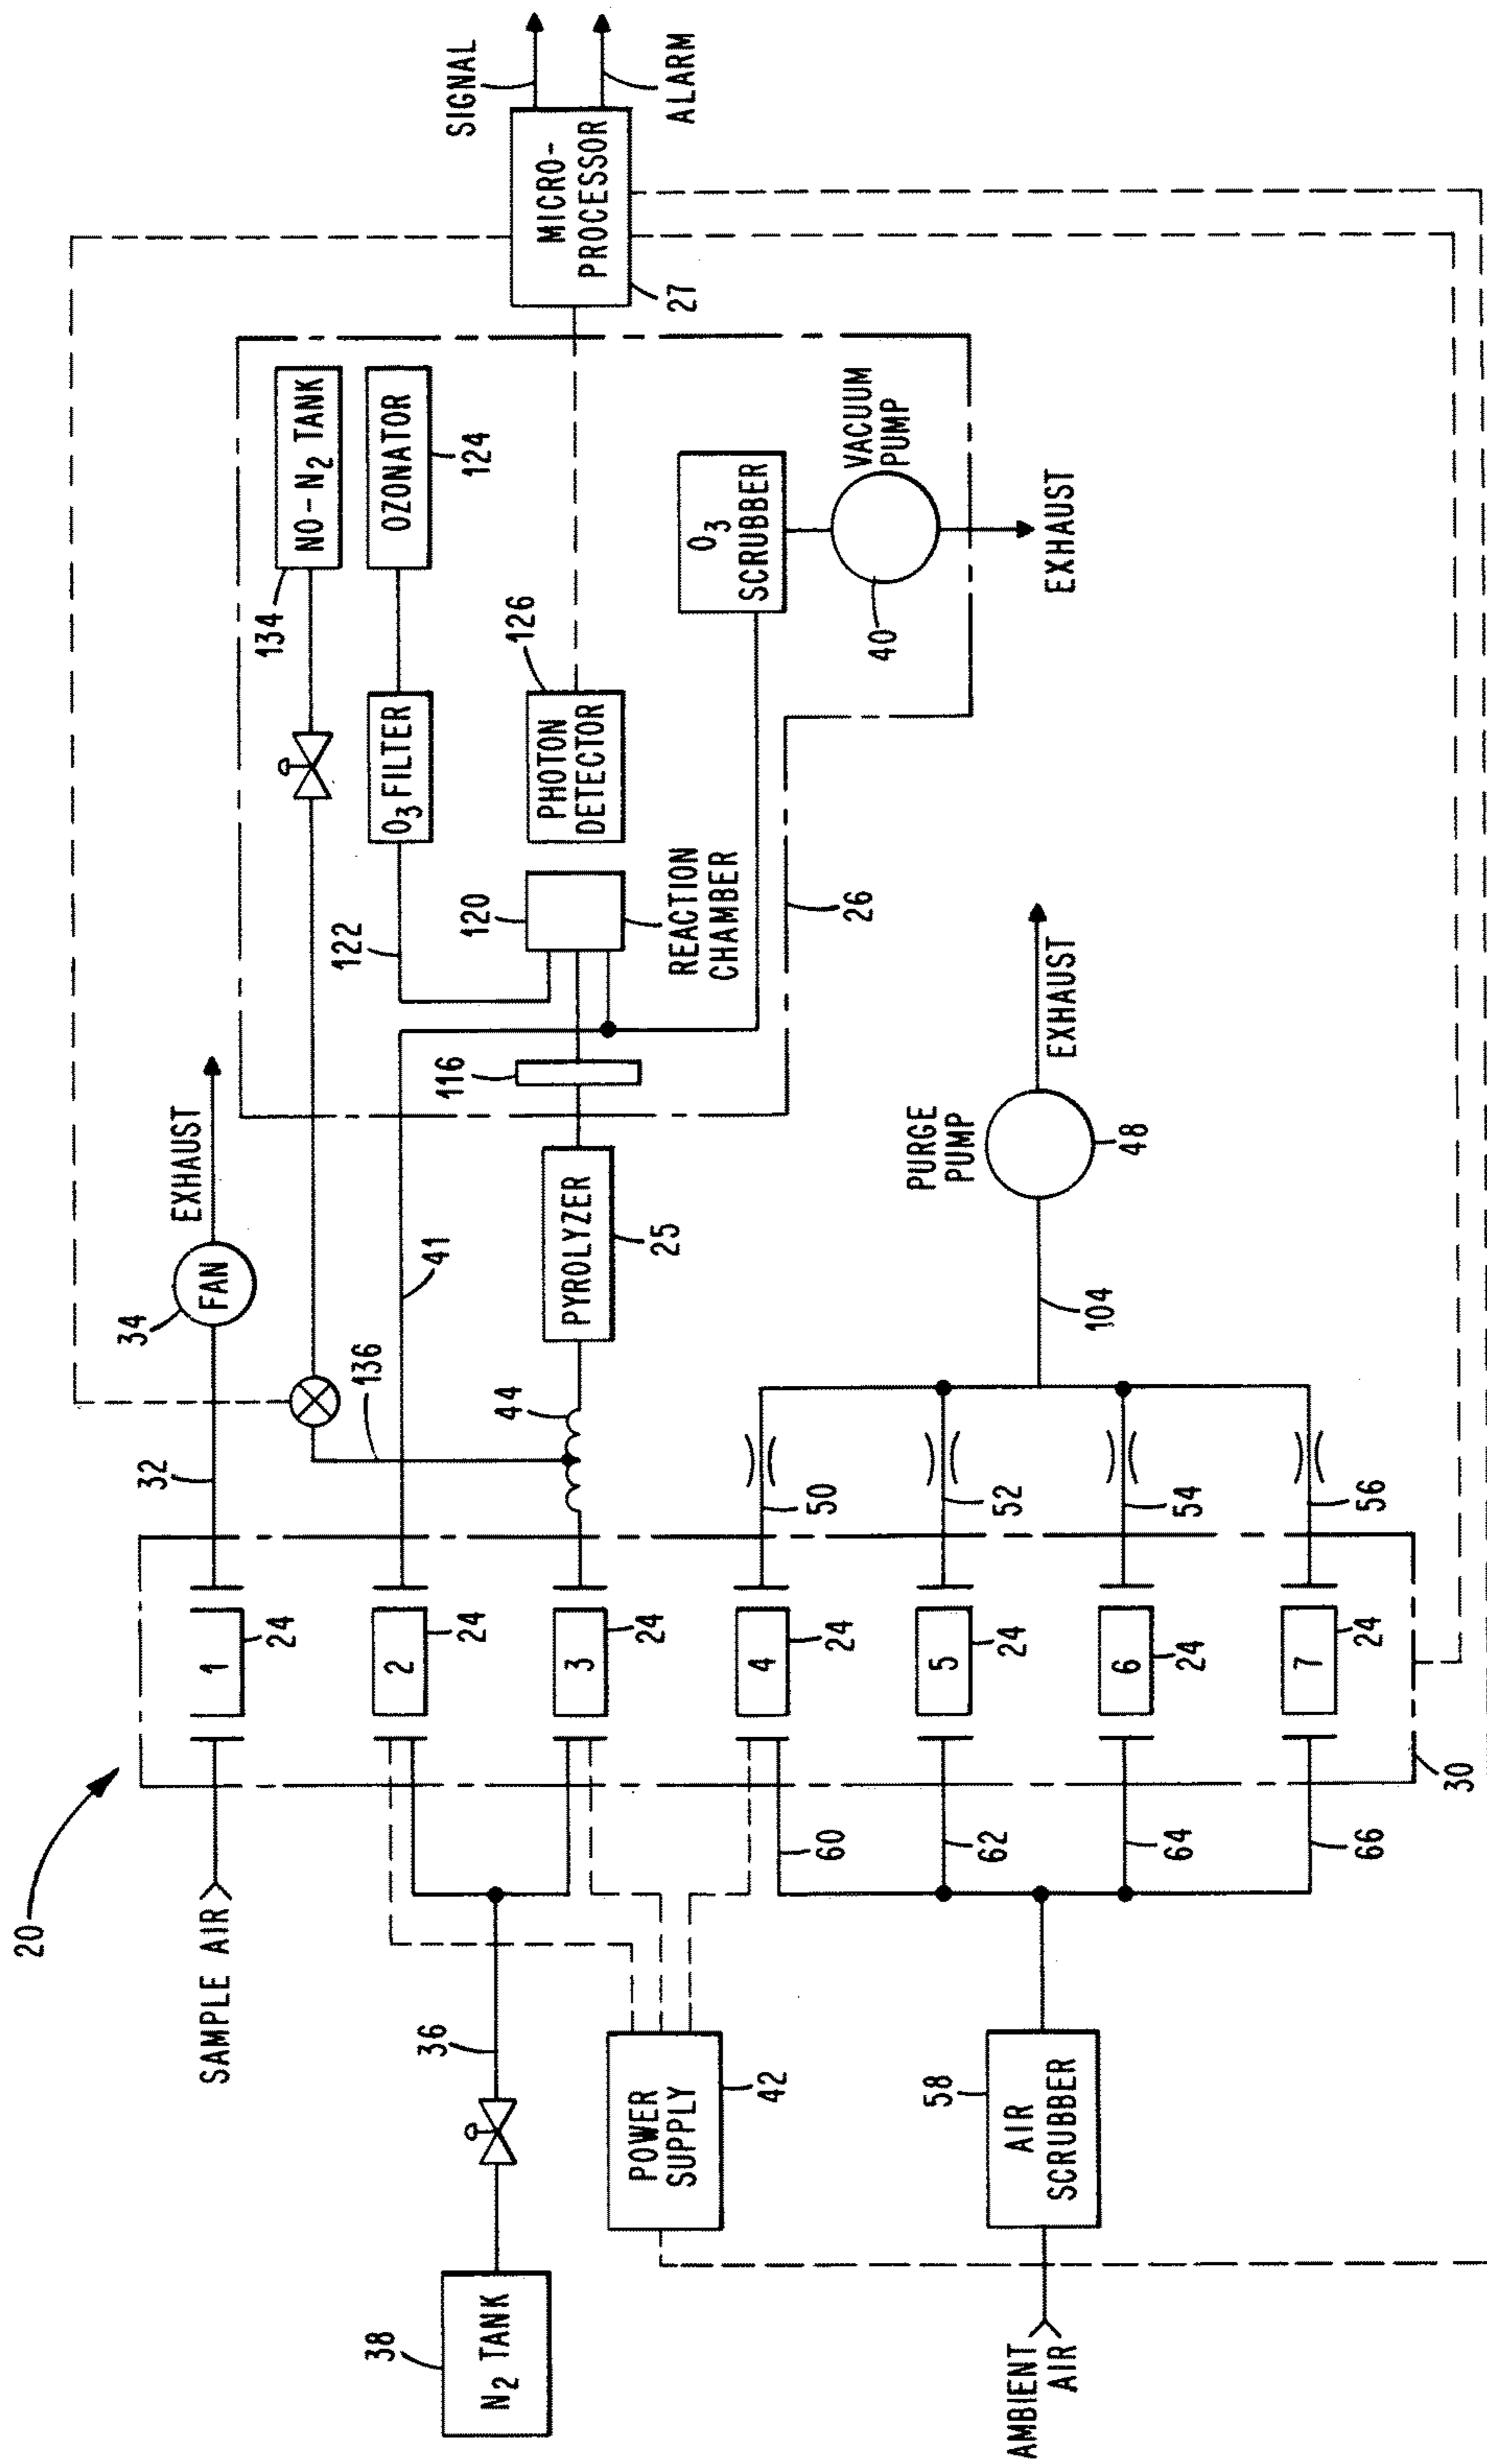 20
SAMPLE AIR
1
24
32
34
FAN
EXHAUST
38
N2 TANK
36
2
24
41
136
134
NO-N2 TANK
3
24
44
PYROLYZER
25
116
122
O3 FILTER
OZONATOR
124
120
REACTION
CHAMBER
PHOTON
DETECTOR
126
26
O3
SCRUBBER
VACUUM
PUMP
40
EXHAUST
MICRO-
PROCESSOR
27
SIGNAL
ALARM
POWER
SUPPLY
42
4
24
50
60
5
24
52
62
6
24
54
64
7
24
56
66
30
104
PURGE
PUMP
48
EXHAUST
58
AIR
SCRUBBER
AMBIENT
AIR